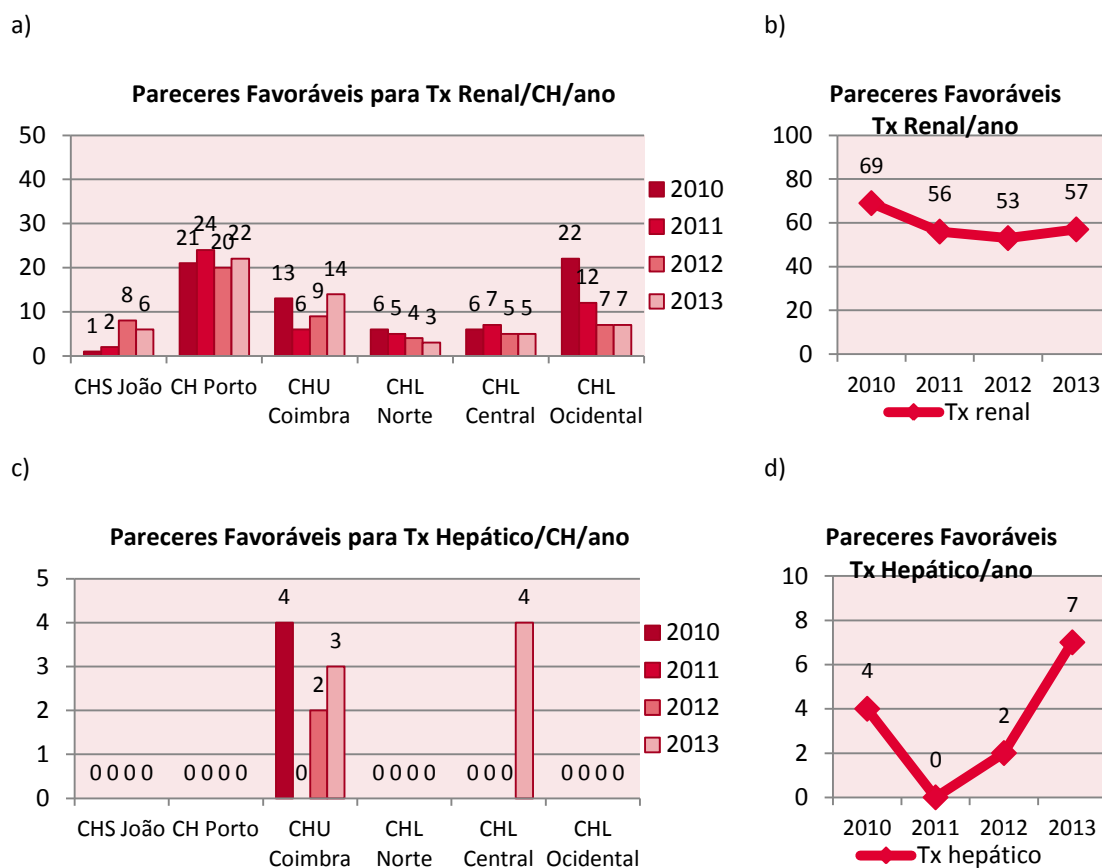 a)
b)
Pareceres Favoráveis para Tx Renal/CH/ano
50
40
30
20
10
0
1 2 8 6
21 24 20 22
13 6 9 14
6 5 4 3
6 7 5 5
22 12 7 7
CHS João CH Porto CHU Coimbra CHL Norte CHL Central CHL Ocidental
2010
2011
2012
2013
Pareceres Favoráveis
Tx Renal/ano
100
80
60
40
20
0
69 56 53 57
2010 2011 2012 2013
Tx renal
c)
d)
Pareceres Favoráveis para Tx Hepático/CH/ano
5
4
3
2
1
0
0 0 0 0
0 0 0 0
4 0 2 3
0 0 0 0
0 0 0 4
0 0 0 0
CHS João CH Porto CHU Coimbra CHL Norte CHL Central CHL Ocidental
2010
2011
2012
2013
Pareceres Favoráveis
Tx Hepático/ano
10
8
6
4
2
0
4 0 2 7
2010 2011 2012 2013
Tx hepático